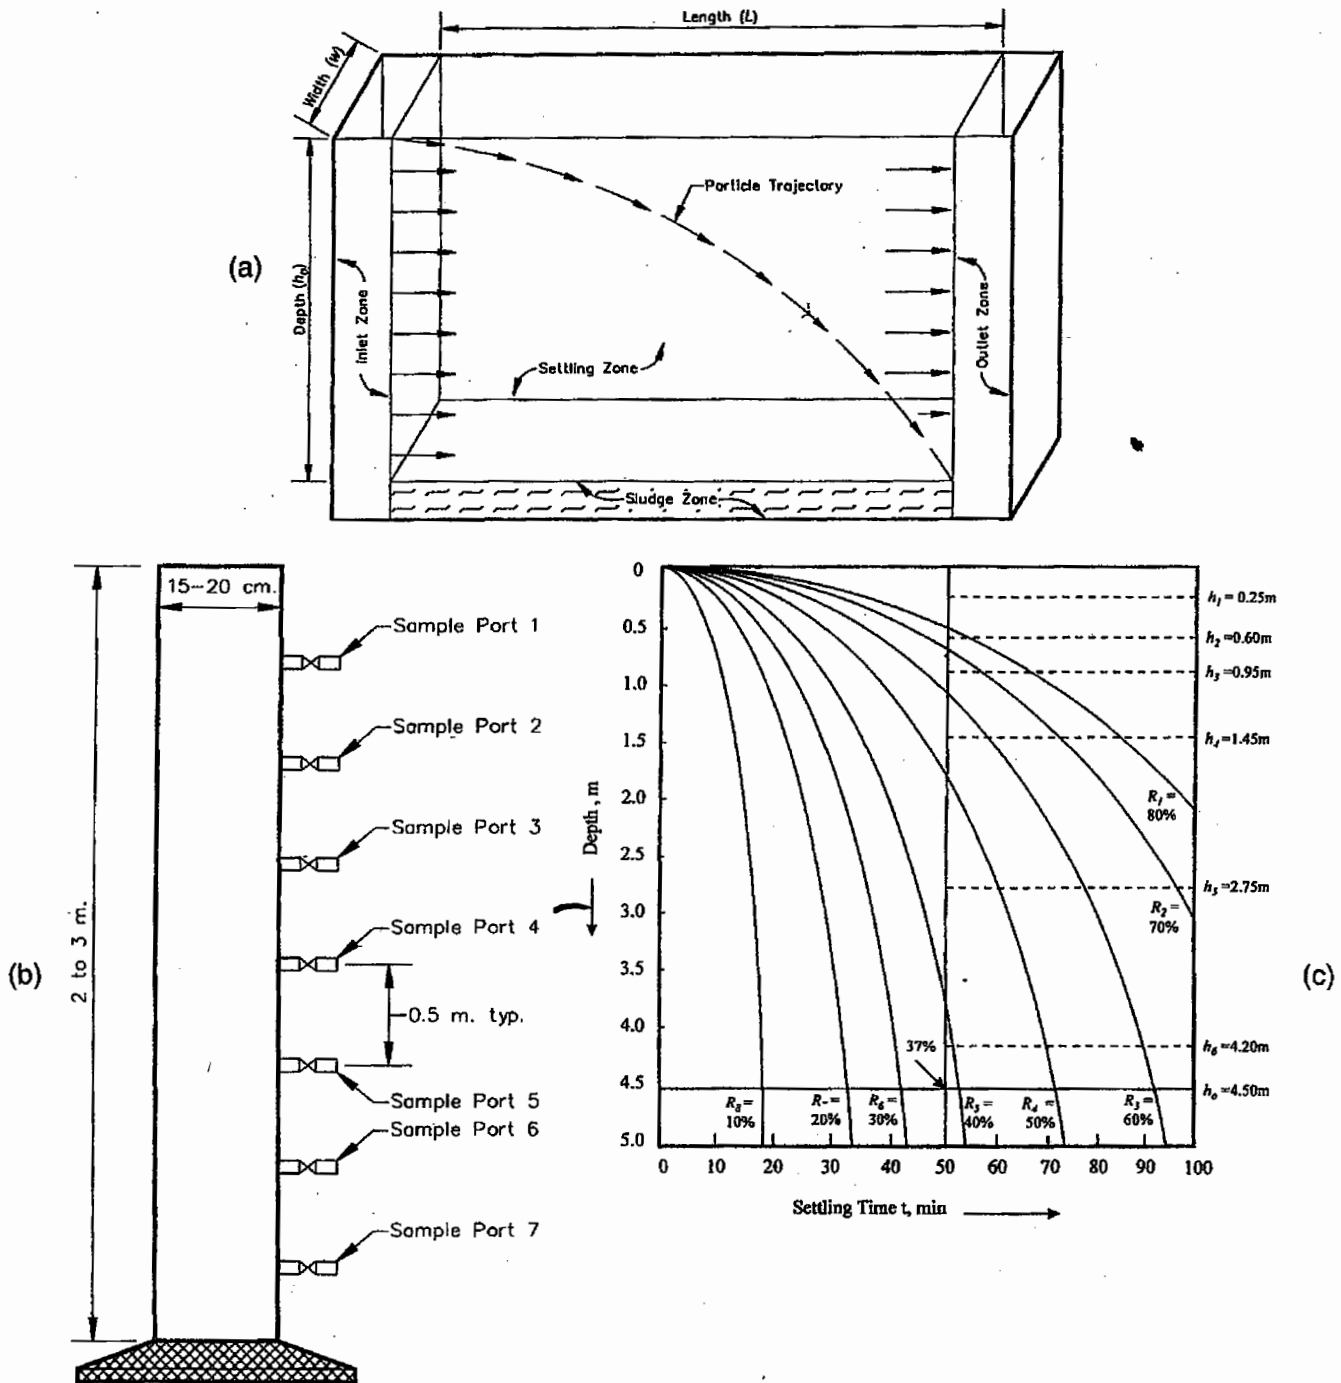 Length (L)
Width (W)
(a)
Depth (h₀)
Inlet Zone
Particle Trajectory
Settling Zone
Outlet Zone
Sludge Zone
15-20 cm.
Sample Port 1
Sample Port 2
Sample Port 3
Sample Port 4
0.5 m. typ.
Sample Port 5
Sample Port 6
Sample Port 7
2 to 3 m.
(b)
0
0.5
1.0
1.5
2.0
2.5
3.0
3.5
4.0
4.5
5.0
Depth , m
h₁ = 0.25m
h₂ =0.60m
h₃ =0.95m
h₄ =1.45m
h₅ =2.75m
h₆ =4.20m
h₀ =4.50m
R₁ =
80%
R₂ =
70%
37%
R₈ =
10%
R₇ =
20%
R₆ =
30%
R₅ =
40%
R₄ =
50%
R₃ =
60%
0 10 20 30 40 50 60 70 80 90 100
Settling Time t, min
(c)